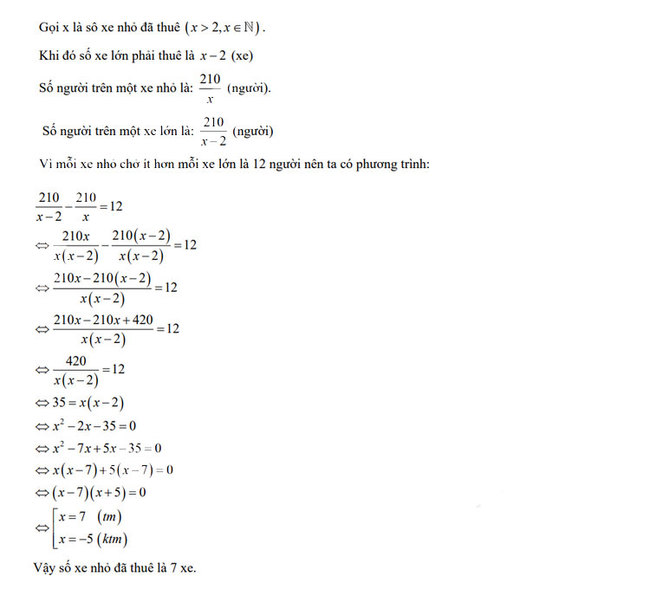 Gọi x là sô xe nhỏ đã thuê (x > 2, x ∈ ℕ).
Khi đó số xe lớn phải thuê là x − 2 (xe)
Số người trên một xe nhỏ là: 210/x (người).
Số người trên một xe lớn là: 210/(x−2) (người)
Vì mỗi xe nhỏ chở ít hơn mỗi xe lớn là 12 người nên ta có phương trình:
210/(x−2) − 210/x = 12
⇔ 210x/(x(x−2)) − 210(x−2)/(x(x−2)) = 12
⇔ (210x−210(x−2))/(x(x−2)) = 12
⇔ (210x−210x+420)/(x(x−2)) = 12
⇔ 420/(x(x−2)) = 12
⇔ 35 = x(x−2)
⇔ x² − 2x − 35 = 0
⇔ x² − 7x + 5x − 35 = 0
⇔ x(x−7) + 5(x−7) = 0
⇔ (x−7)(x+5) = 0
⇔ [x = 7 (tm)
x = −5 (ktm)
Vậy số xe nhỏ đã thuê là 7 xe.